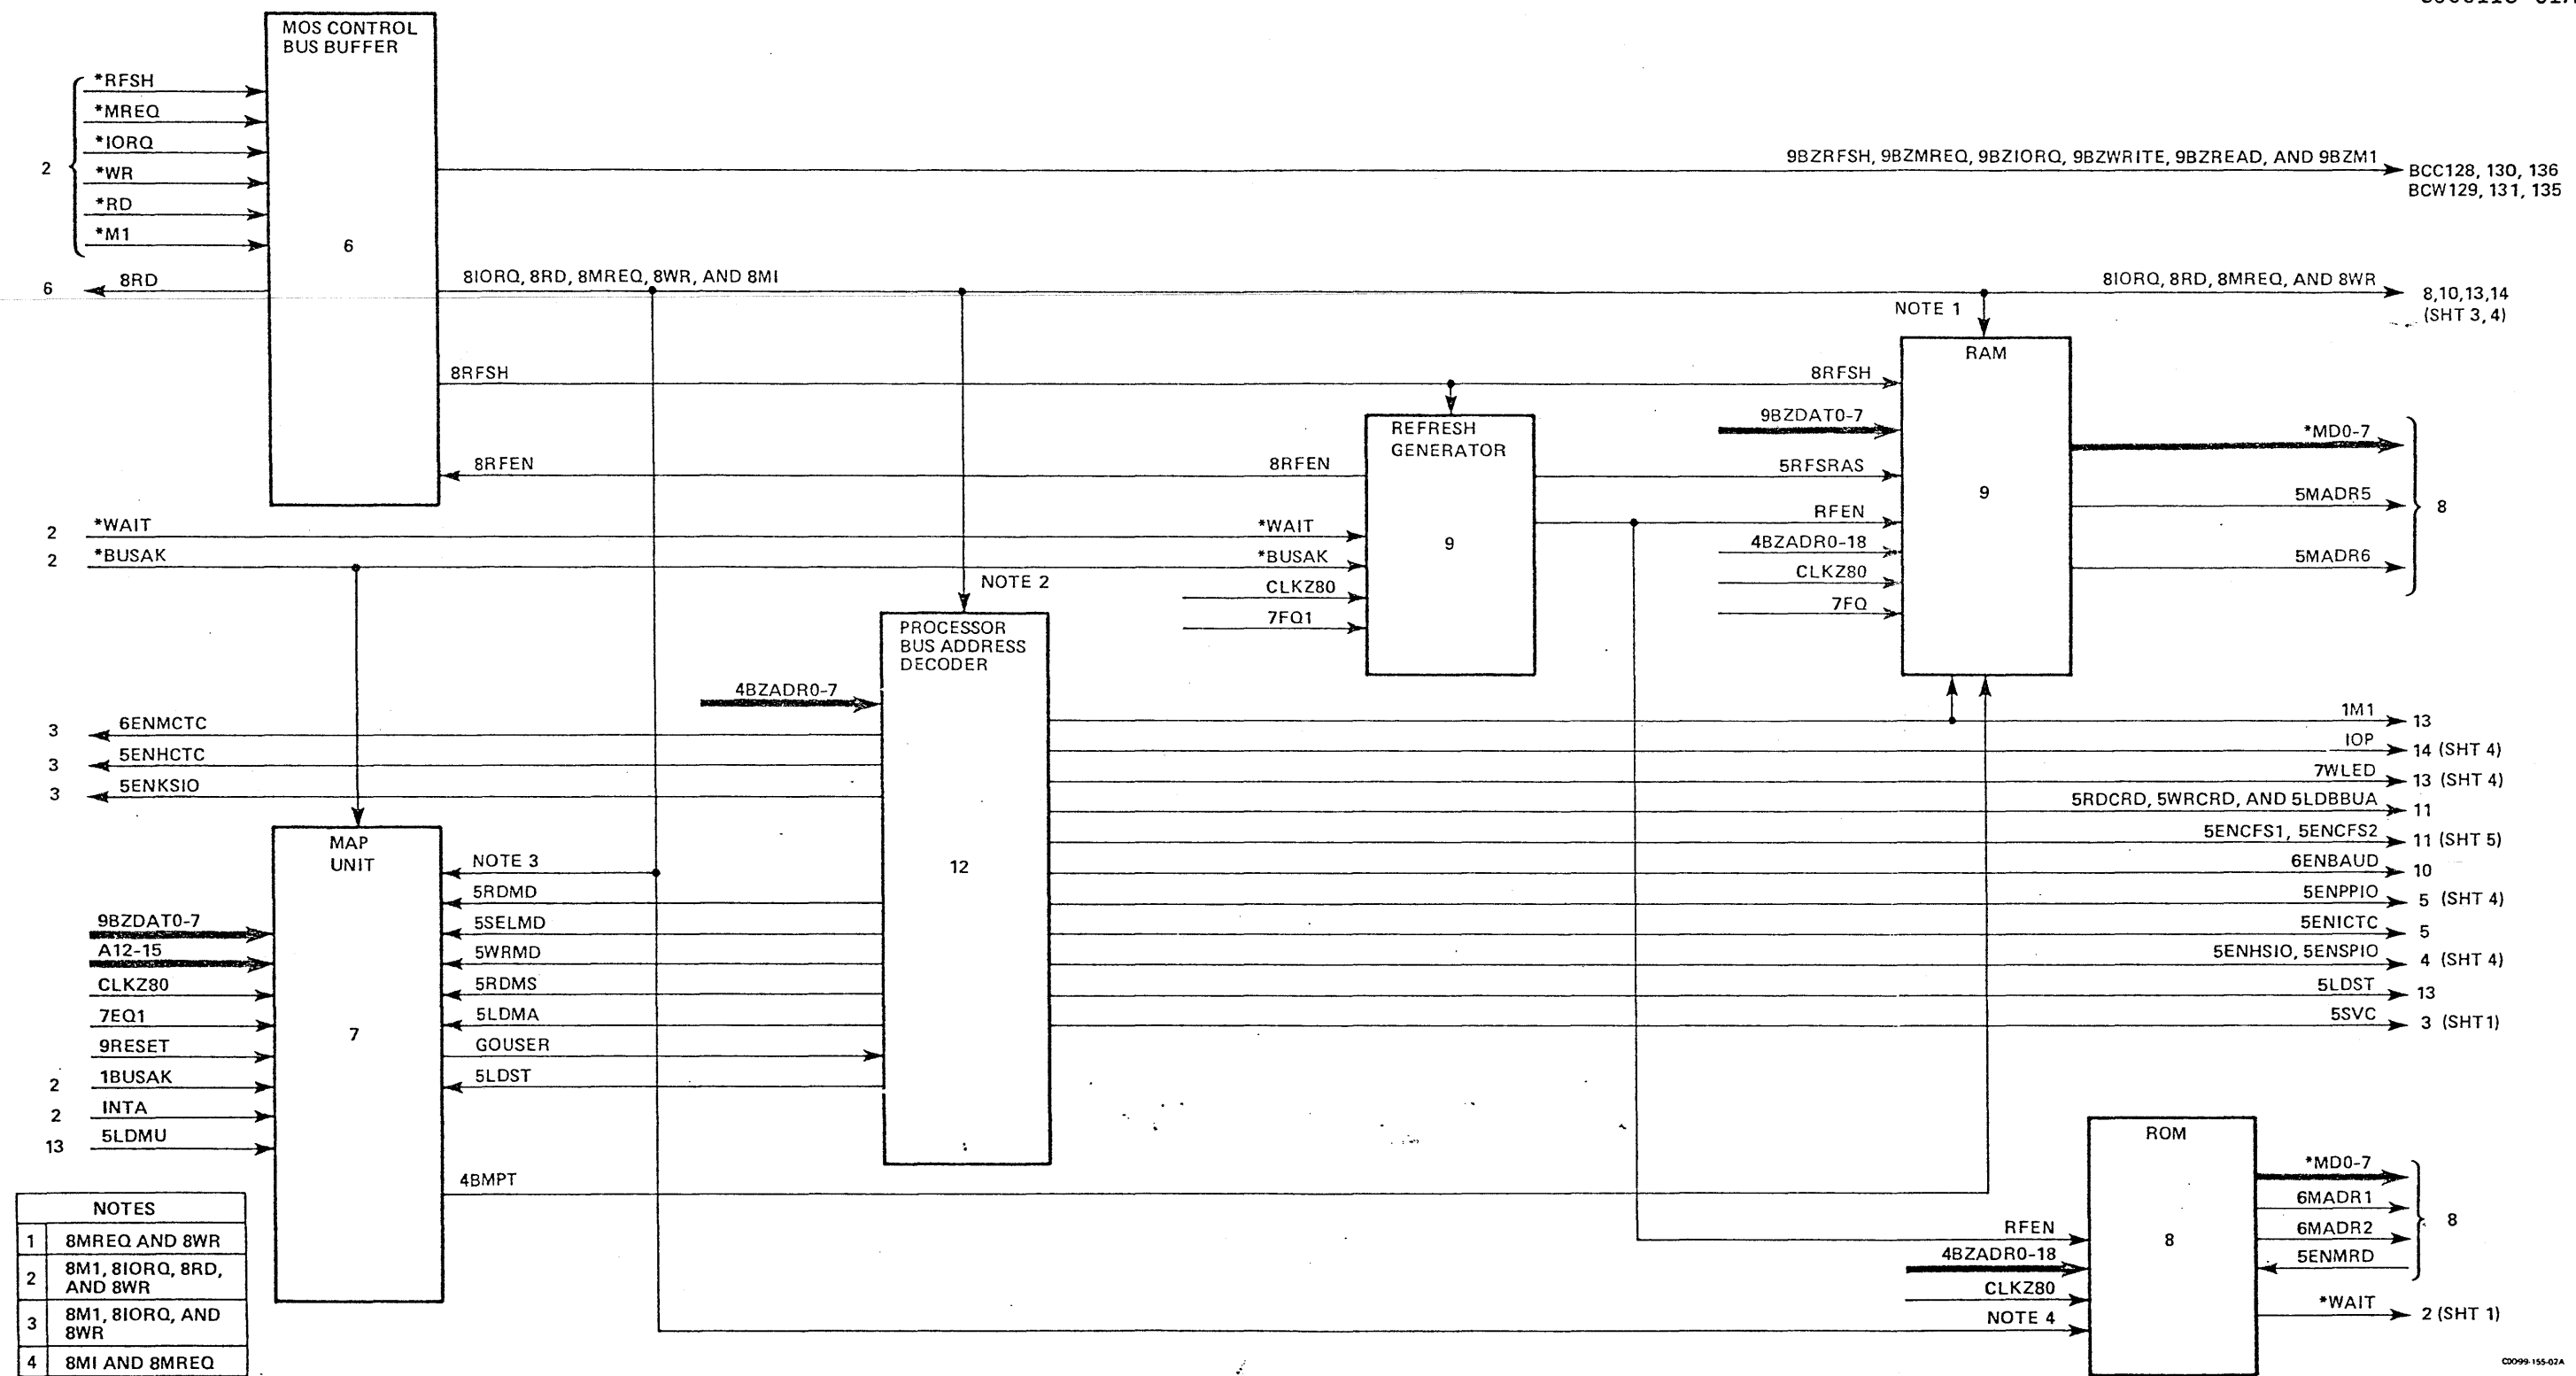 MOS CONTROL
BUS BUFFER
6
2
*RFSH
*MREQ
*IORQ
*WR
*RD
*M1
6
8RD
9BZRFSH, 9BZMREQ, 9BZIORQ, 9BZWRITE, 9BZREAD, AND 9BZM1
BCC128, 130, 136
BCW129, 131, 135
8IORQ, 8RD, 8MREQ, 8WR, AND 8MI
8IORQ, 8RD, 8MREQ, AND 8WR
8,10,13,14
(SHT 3, 4)
NOTE 1
8RFSH
8RFSH
8RFEN
8RFEN
2
*WAIT
*WAIT
2
*BUSAK
*BUSAK
CLKZ80
7FQ1
REFRESH
GENERATOR
9
9BZDAT0-7
5RFSRAS
RFEN
4BZADR0-18
CLKZ80
7FQ
RAM
9
*MD0-7
5MADR5
5MADR6
8
NOTE 2
PROCESSOR
BUS ADDRESS
DECODER
12
4BZADR0-7
3
6ENMCTC
3
5ENHCTC
3
5ENKSIO
1M1
13
IOP
14 (SHT 4)
7WLED
13 (SHT 4)
5RDCRD, 5WRCRD, AND 5LDBBUA
11
5ENCFS1, 5ENCFS2
11 (SHT 5)
6ENBAUD
10
5ENPPIO
5 (SHT 4)
5ENICTC
5
5ENHSIO, 5ENSPIO
4 (SHT 4)
5LDST
13
5SVC
3 (SHT1)
MAP
UNIT
7
9BZDAT0-7
A12-15
CLKZ80
7EQ1
9RESET
2
1BUSAK
2
INTA
13
5LDMU
NOTE 3
5RDMD
5SELMD
5WRMD
5RDMS
5LDMA
GOUSER
5LDST
4BMPT
ROM
8
RFEN
4BZADR0-18
CLKZ80
NOTE 4
*MD0-7
6MADR1
6MADR2
5ENMRD
8
*WAIT
2 (SHT 1)
NOTES
1 8MREQ AND 8WR
2 8M1, 8IORQ, 8RD,
AND 8WR
3 8M1, 8IORQ, AND
8WR
4 8MI AND 8MREQ
C0099-155-02A